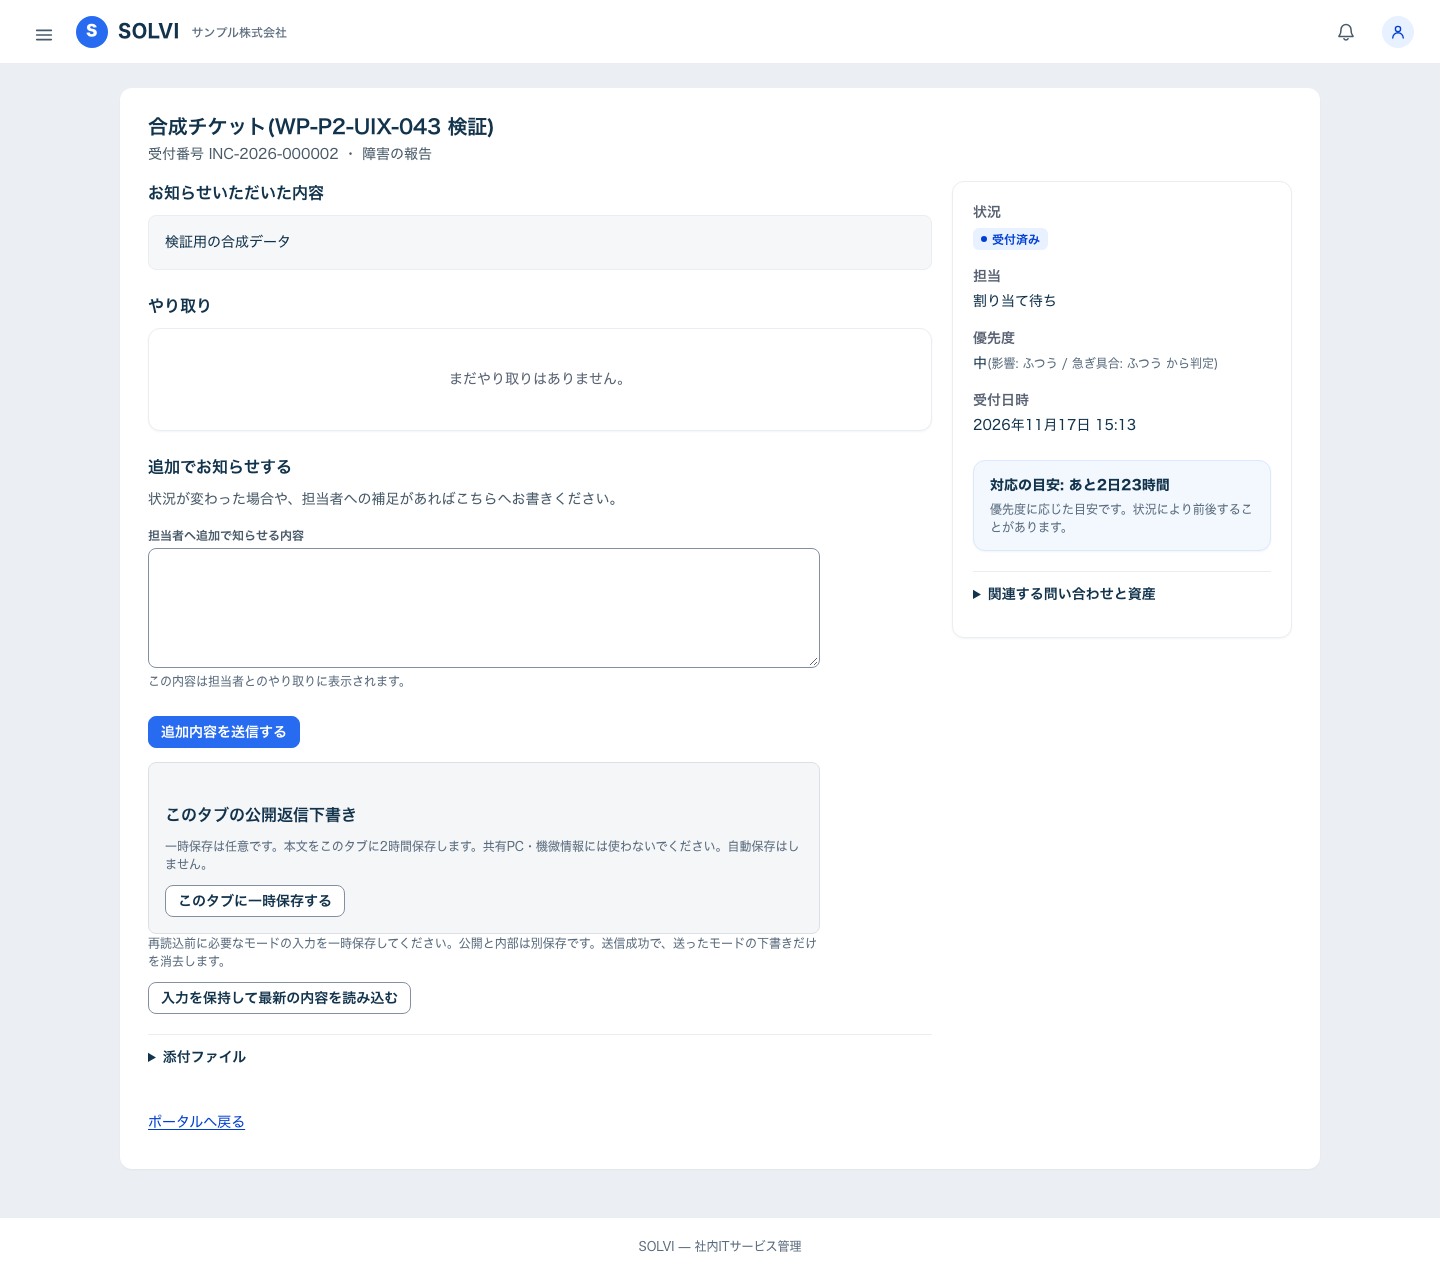 S SOLVI サンプル株式会社
合成チケット(WP-P2-UIX-043 検証)
受付番号 INC-2026-000002 ・ 障害の報告
お知らせいただいた内容
検証用の合成データ
やり取り
まだやり取りはありません。
追加でお知らせする
状況が変わった場合や、担当者への補足があればこちらへお書きください。
担当者へ追加で知らせる内容
この内容は担当者とのやり取りに表示されます。
追加内容を送信する
このタブの公開返信下書き
一時保存は任意です。本文をこのタブに2時間保存します。共有PC・機微情報には使わないでください。自動保存はし
ません。
このタブに一時保存する
再読込前に必要なモードの入力を一時保存してください。公開と内部は別保存です。送信成功で、送ったモードの下書きだけ
を消去します。
入力を保持して最新の内容を読み込む
添付ファイル
ポータルへ戻る
状況
受付済み
担当
割り当て待ち
優先度
中(影響: ふつう / 急ぎ具合: ふつう から判定)
受付日時
2026年11月17日 15:13
対応の目安: あと2日23時間
優先度に応じた目安です。状況により前後するこ
とがあります。
関連する問い合わせと資産
SOLVI — 社内ITサービス管理